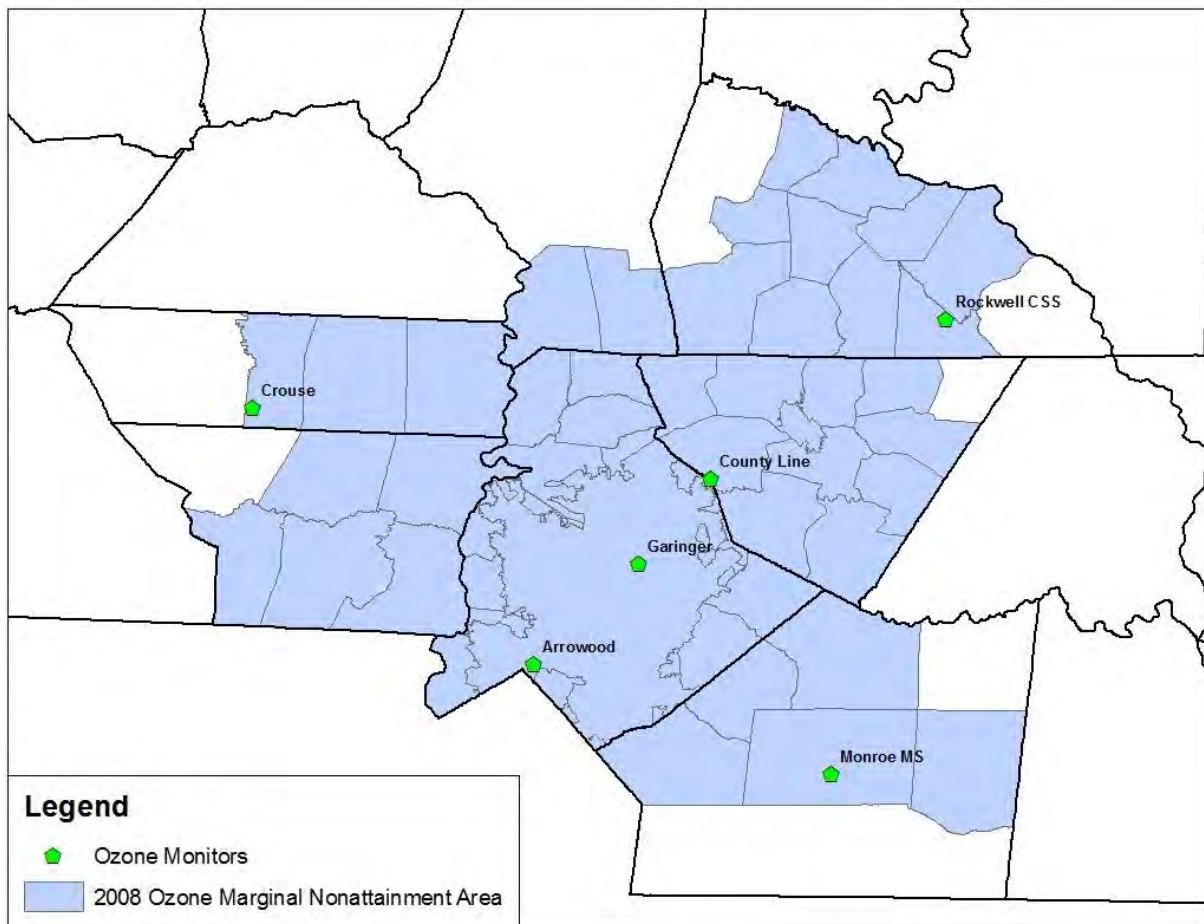 Rockwell CSS
Crouse
County Line
Garinger
Arrowood
Monroe MS
Legend
Ozone Monitors
2008 Ozone Marginal Nonattainment Area